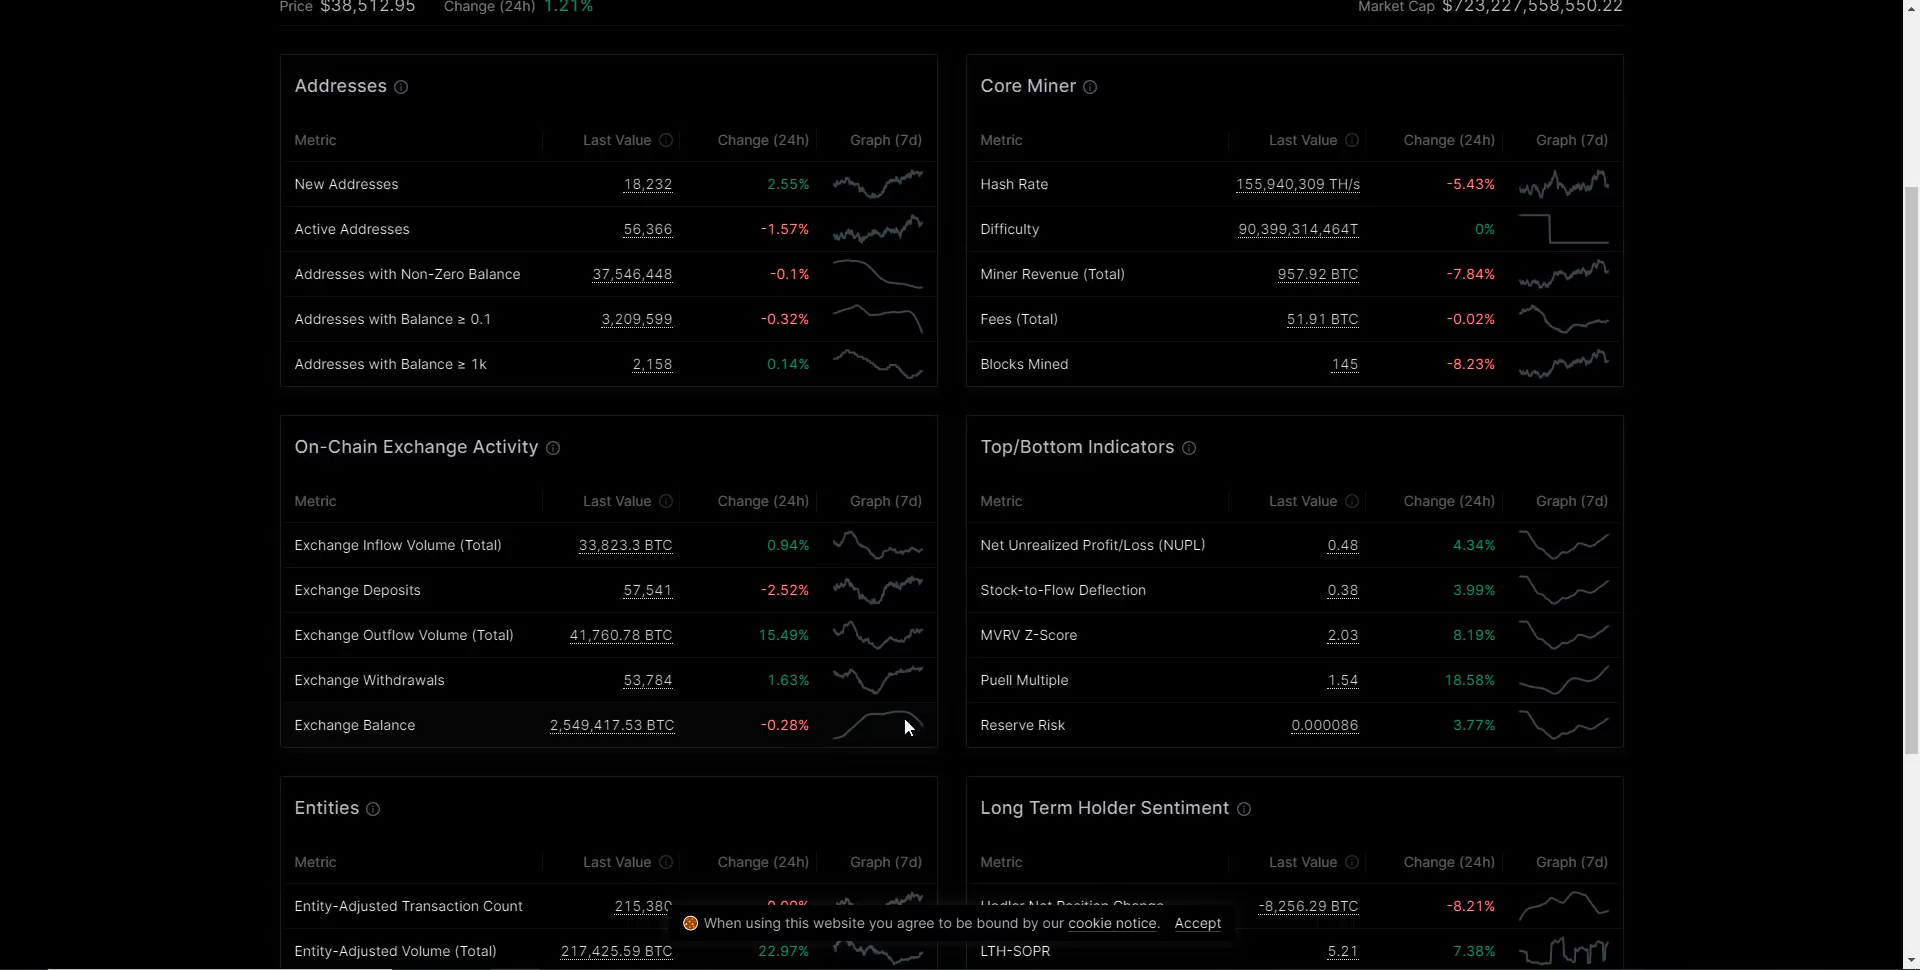 Price $38,512.95 Change (24h) 1.21% Market Cap $723,227,558,550.22
Addresses
Metric Last Value Change (24h) Graph (7d)
New Addresses 18,232 2.55%
Active Addresses 56,366 -1.57%
Addresses with Non-Zero Balance 37,546,448 -0.1%
Addresses with Balance ≥ 0.1 3,209,599 -0.32%
Addresses with Balance ≥ 1k 2,158 0.14%
Core Miner
Metric Last Value Change (24h) Graph (7d)
Hash Rate 155,940,309 TH/s -5.43%
Difficulty 90,399,314,464T 0%
Miner Revenue (Total) 957.92 BTC -7.84%
Fees (Total) 51.91 BTC -0.02%
Blocks Mined 145 -8.23%
On-Chain Exchange Activity
Metric Last Value Change (24h) Graph (7d)
Exchange Inflow Volume (Total) 33,823.3 BTC 0.94%
Exchange Deposits 57,541 -2.52%
Exchange Outflow Volume (Total) 41,760.78 BTC 15.49%
Exchange Withdrawals 53,784 1.63%
Exchange Balance 2,549,417.53 BTC -0.28%
Top/Bottom Indicators
Metric Last Value Change (24h) Graph (7d)
Net Unrealized Profit/Loss (NUPL) 0.48 4.34%
Stock-to-Flow Deflection 0.38 3.99%
MVRV Z-Score 2.03 8.19%
Puell Multiple 1.54 18.58%
Reserve Risk 0.000086 3.77%
Entities
Metric Last Value Change (24h) Graph (7d)
Entity-Adjusted Transaction Count 215,380
Entity-Adjusted Volume (Total) 217,425.59 BTC 22.97%
Long Term Holder Sentiment
Metric Last Value Change (24h) Graph (7d)
Hodler Net Position Change -8,256.29 BTC -8.21%
LTH-SOPR 5.21 7.38%
When using this website you agree to be bound by our cookie notice. Accept